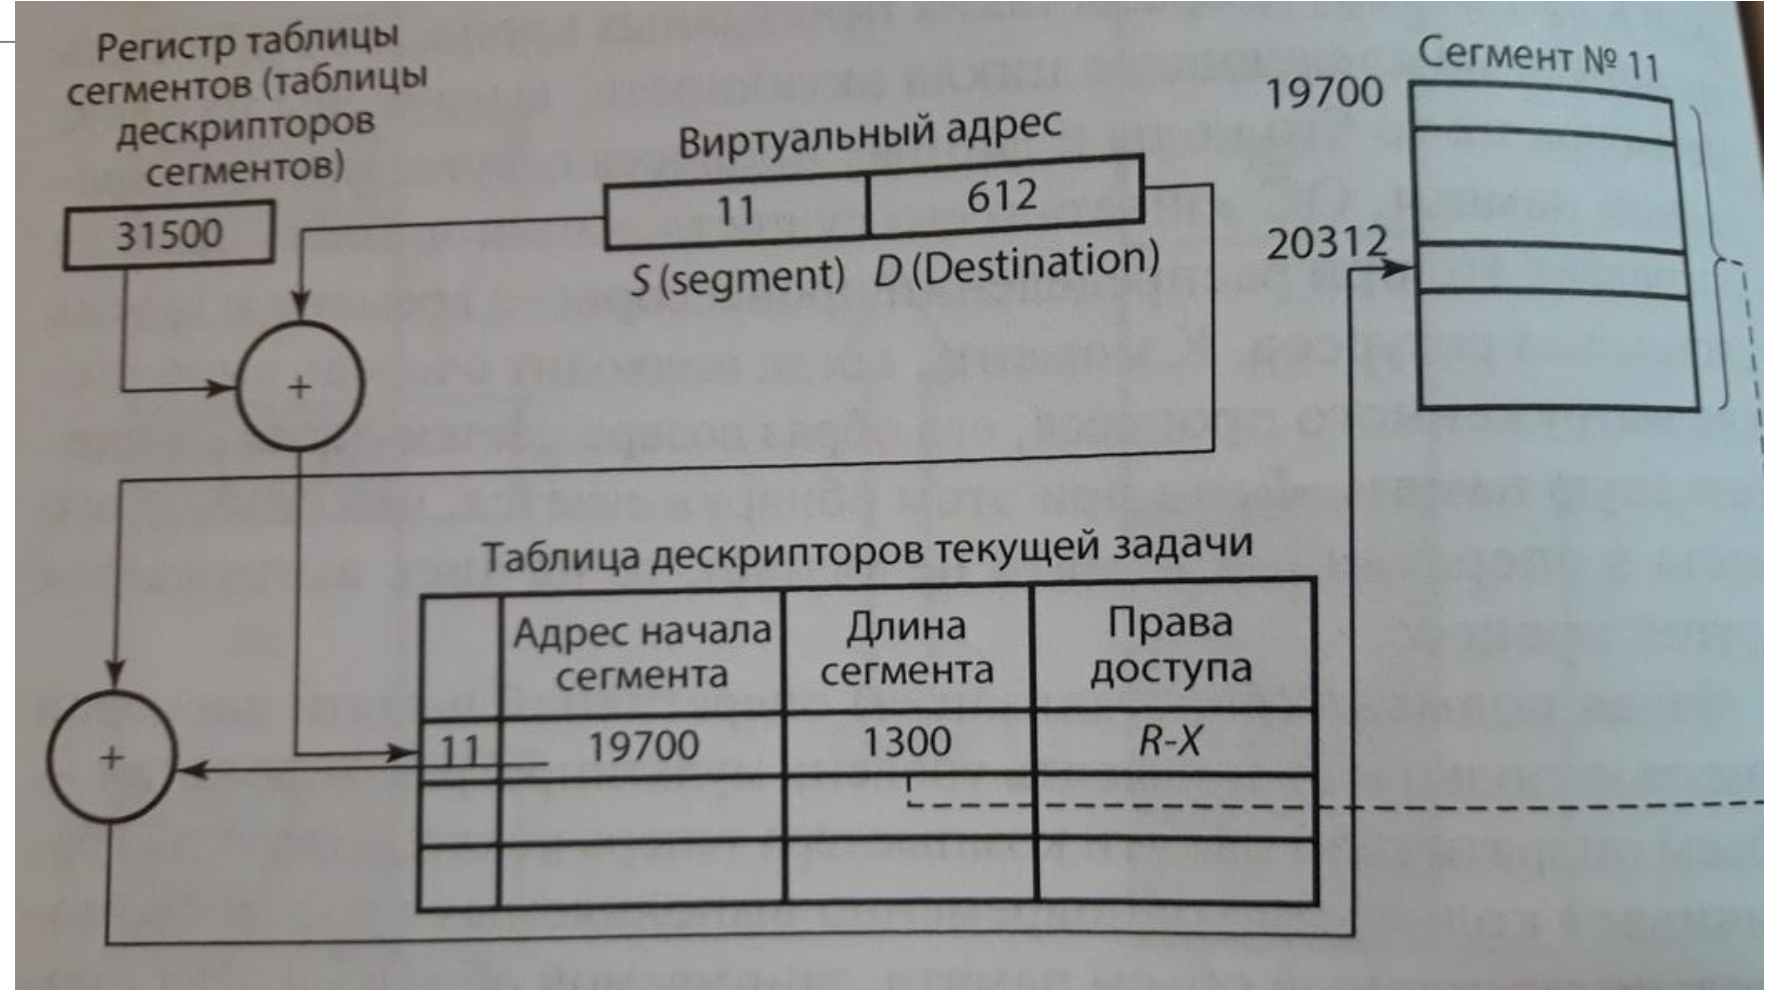 Регистр таблицы
сегментов (таблицы
дескрипторов
сегментов)
31500
Виртуальный адрес
11 612
S (segment) D (Destination)
+
Сегмент № 11
19700
20312
Таблица дескрипторов текущей задачи
Адрес начала
сегмента
Длина
сегмента
Права
доступа
11 19700 1300 R-X
+